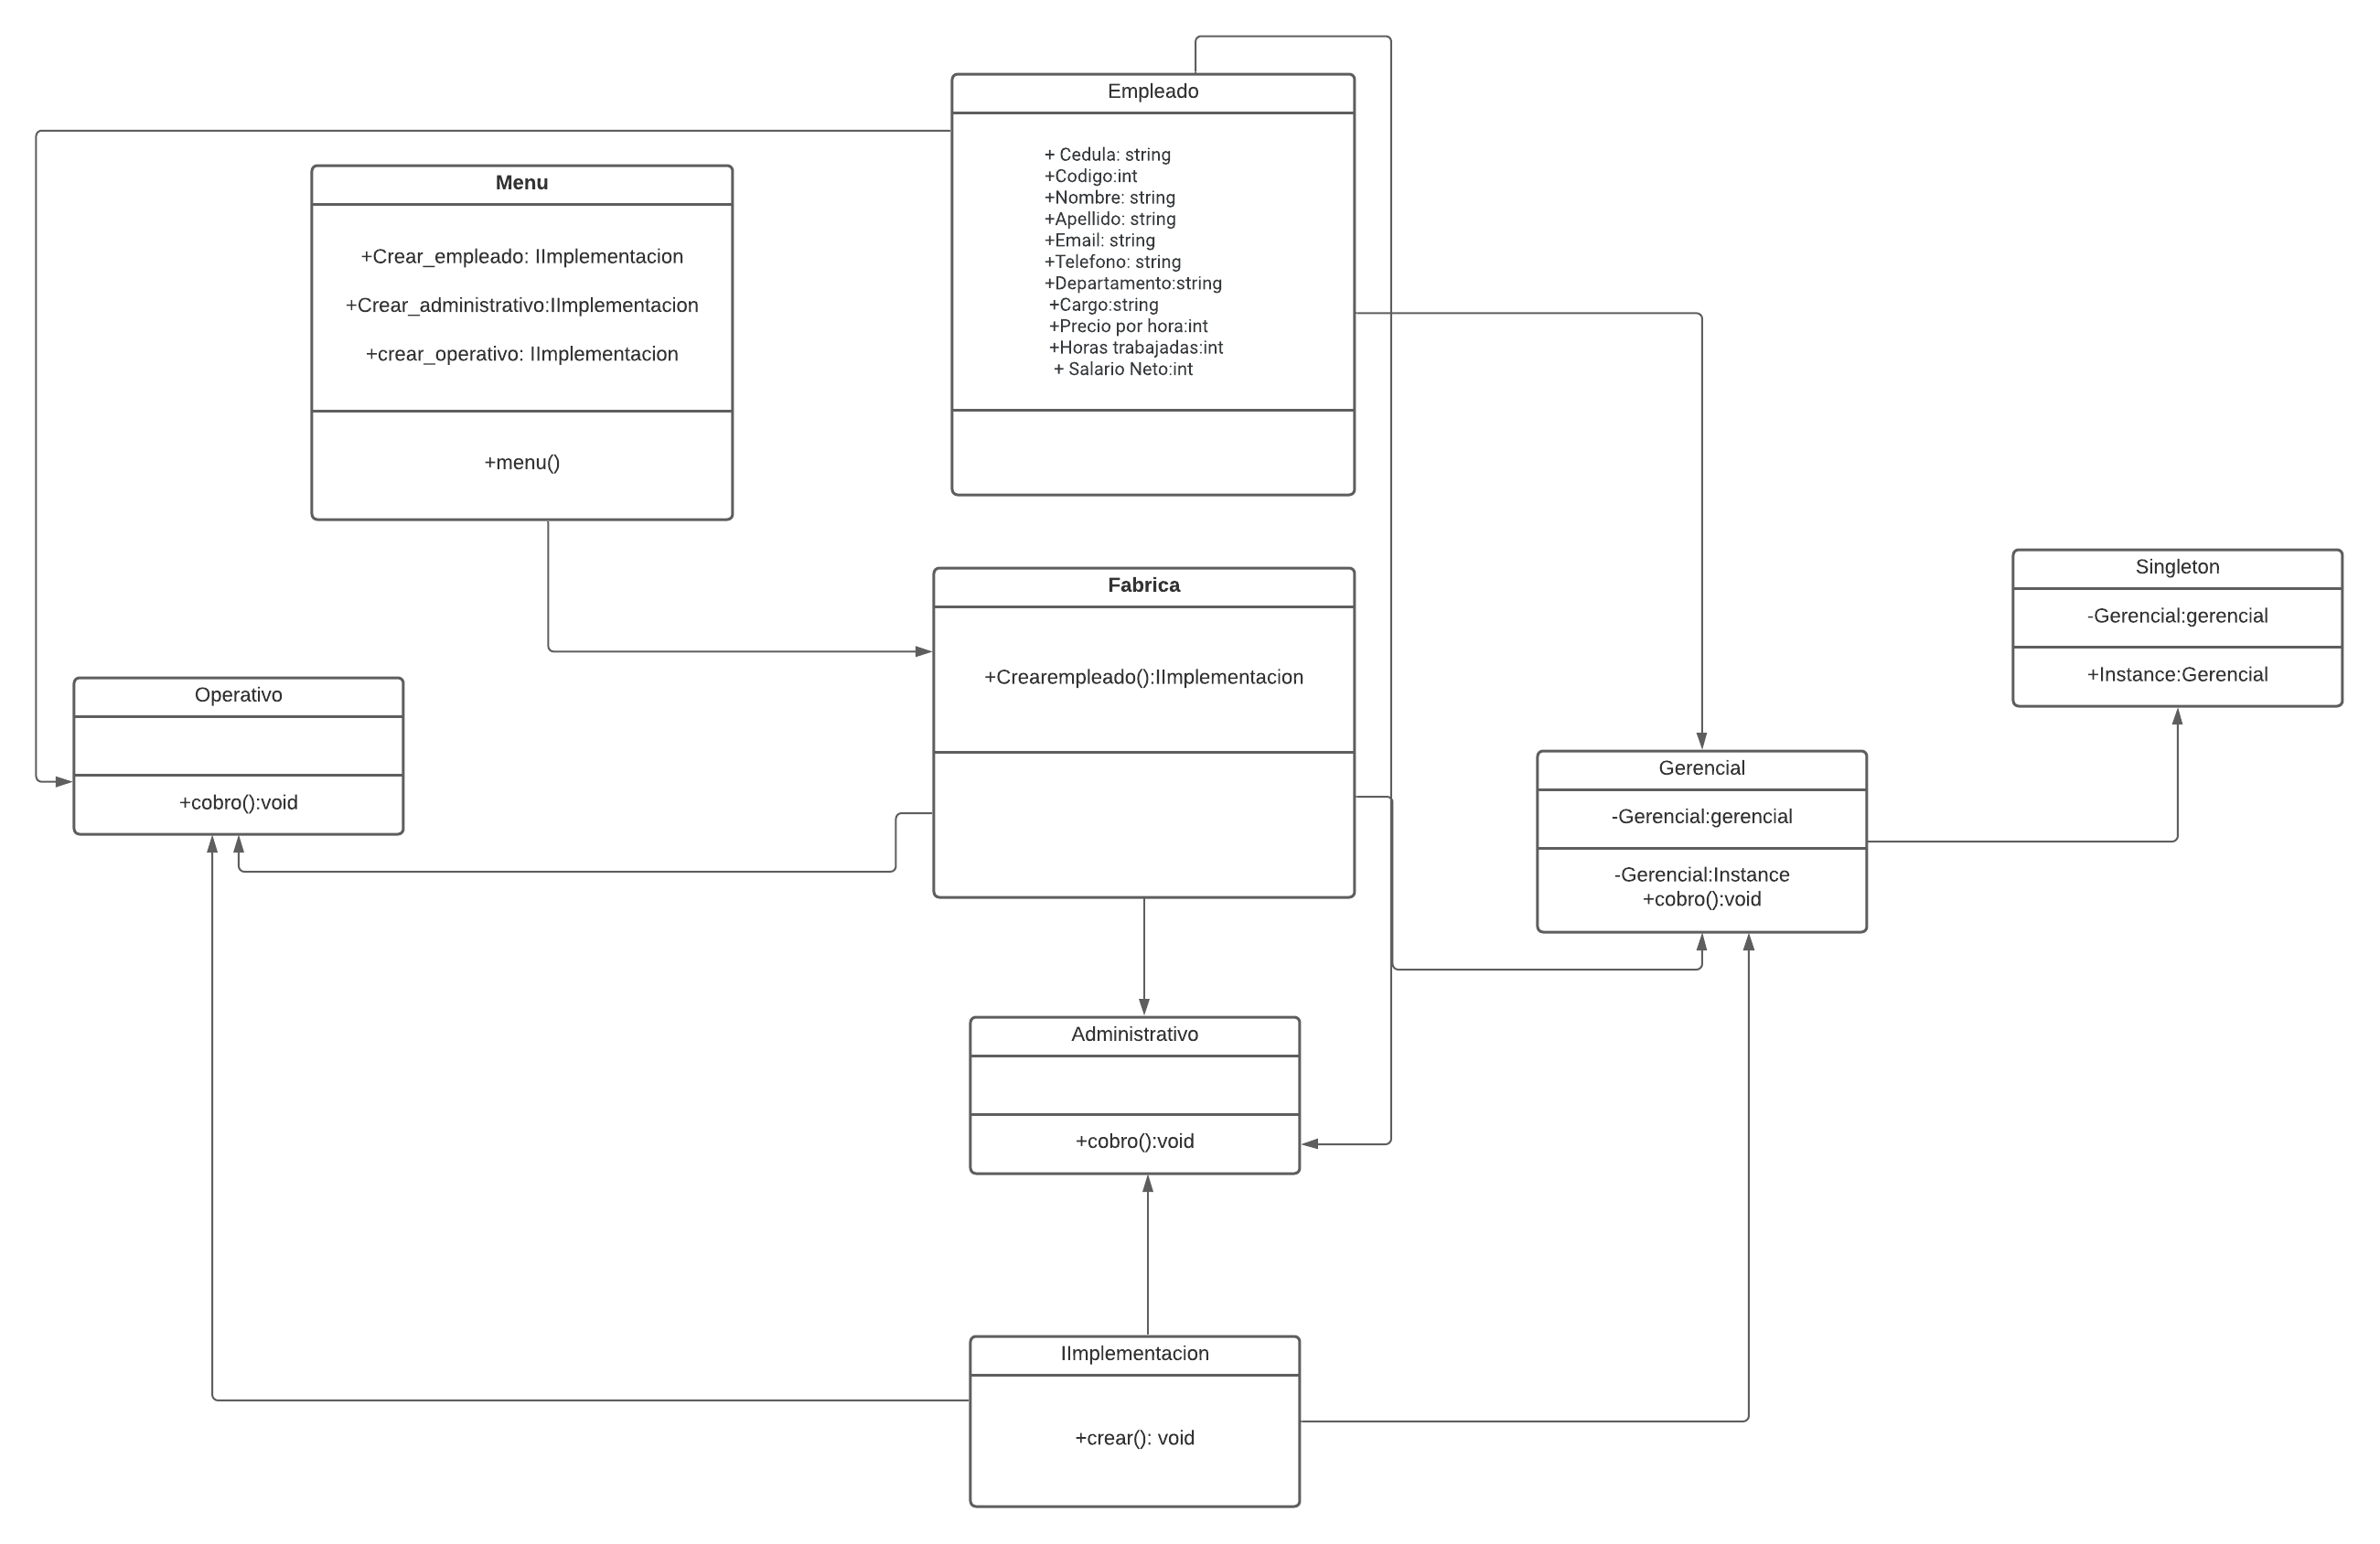 Empleado
+ Cedula: string
+Codigo:int
+Nombre: string
+Apellido: string
+Email: string
+Telefono: string
+Departamento:string
+Cargo:string
+Precio por hora:int
+Horas trabajadas:int
+ Salario Neto:int
Menu
+Crear_empleado: IImplementacion
+Crear_administrativo:IImplementacion
+crear_operativo: IImplementacion
+menu()
Fabrica
+Crearempleado():IImplementacion
Singleton
-Gerencial:gerencial
+Instance:Gerencial
Operativo
+cobro():void
Gerencial
-Gerencial:gerencial
-Gerencial:Instance
+cobro():void
Administrativo
+cobro():void
IImplementacion
+crear(): void